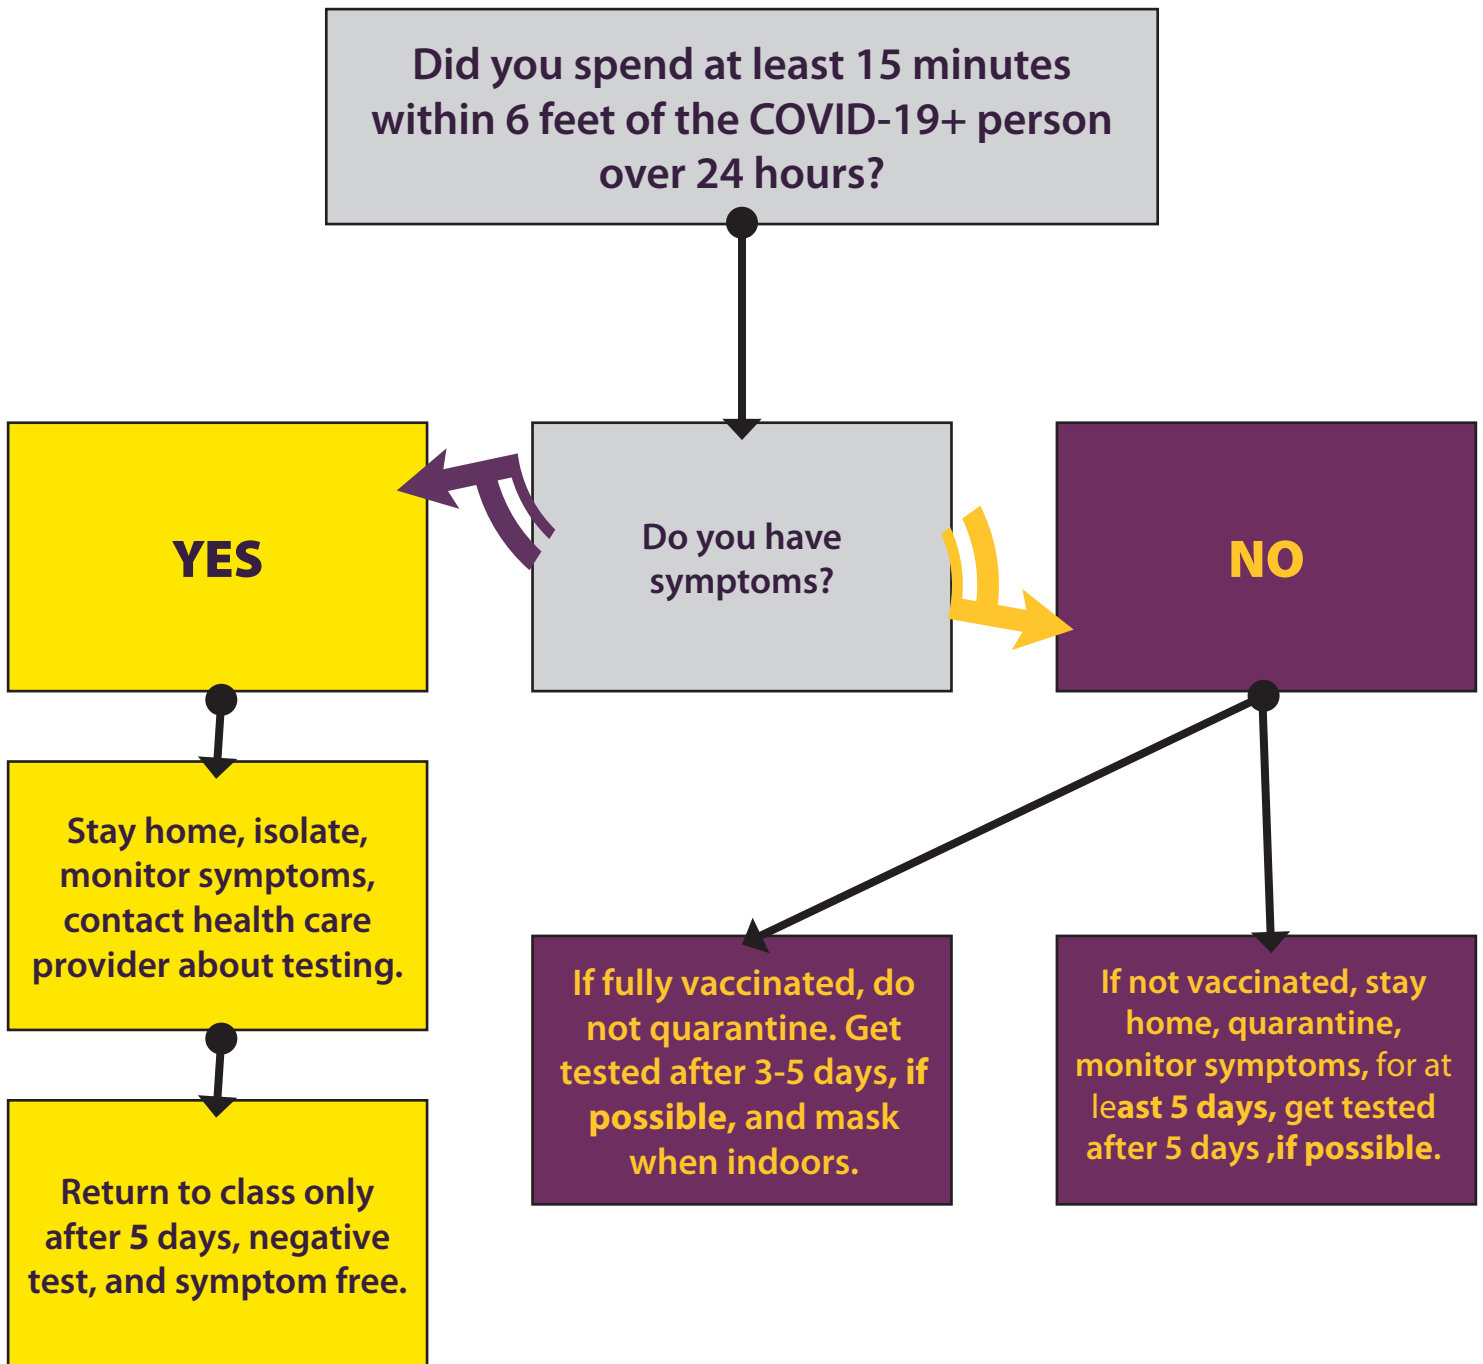 Did you spend at least 15 minutes
within 6 feet of the COVID-19+ person
over 24 hours?
YES
Do you have
symptoms?
NO
Stay home, isolate,
monitor symptoms,
contact health care
provider about testing.
If fully vaccinated, do
not quarantine. Get
tested after 3-5 days, if
possible, and mask
when indoors.
If not vaccinated, stay
home, quarantine,
monitor symptoms, for at
least 5 days, get tested
after 5 days ,if possible.
Return to class only
after 5 days, negative
test, and symptom free.